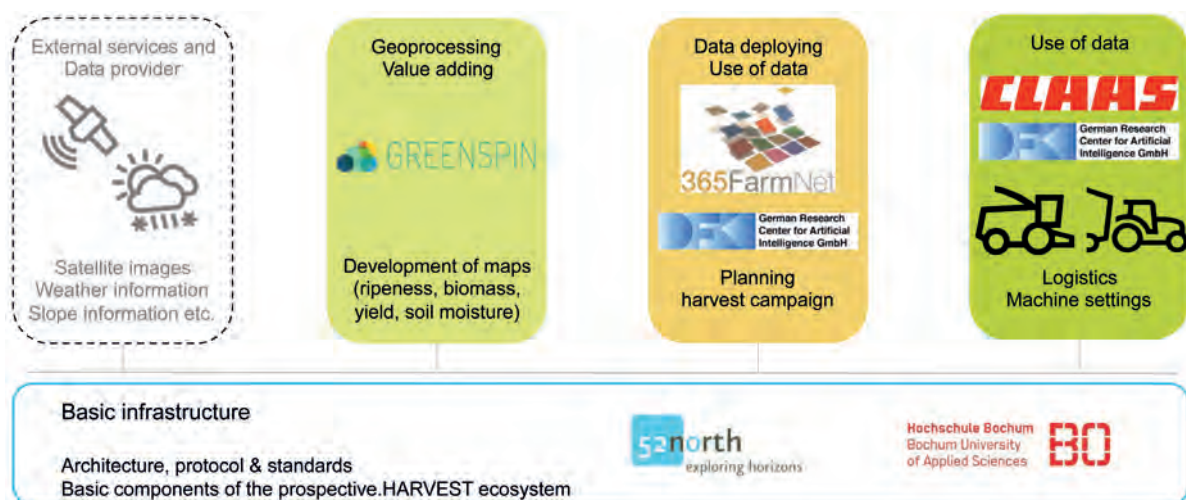 External services and
Data provider
Satellite images
Weather information
Slope information etc.
Geoprocessing
Value adding
GREENSPIN
Development of maps
(ripeness, biomass,
yield, soil moisture)
Data deploying
Use of data
365FarmNet
DFK
German Research
Center for Artificial
Intelligence GmbH
Planning
harvest campaign
Use of data
CLAAS
DFK
German Research
Center for Artificial
Intelligence GmbH
Logistics
Machine settings
Basic infrastructure
Architecture, protocol & standards
Basic components of the prospective.HARVEST ecosystem
52north
exploring horizons
Hochschule Bochum
Bochum University
of Applied Sciences
BO